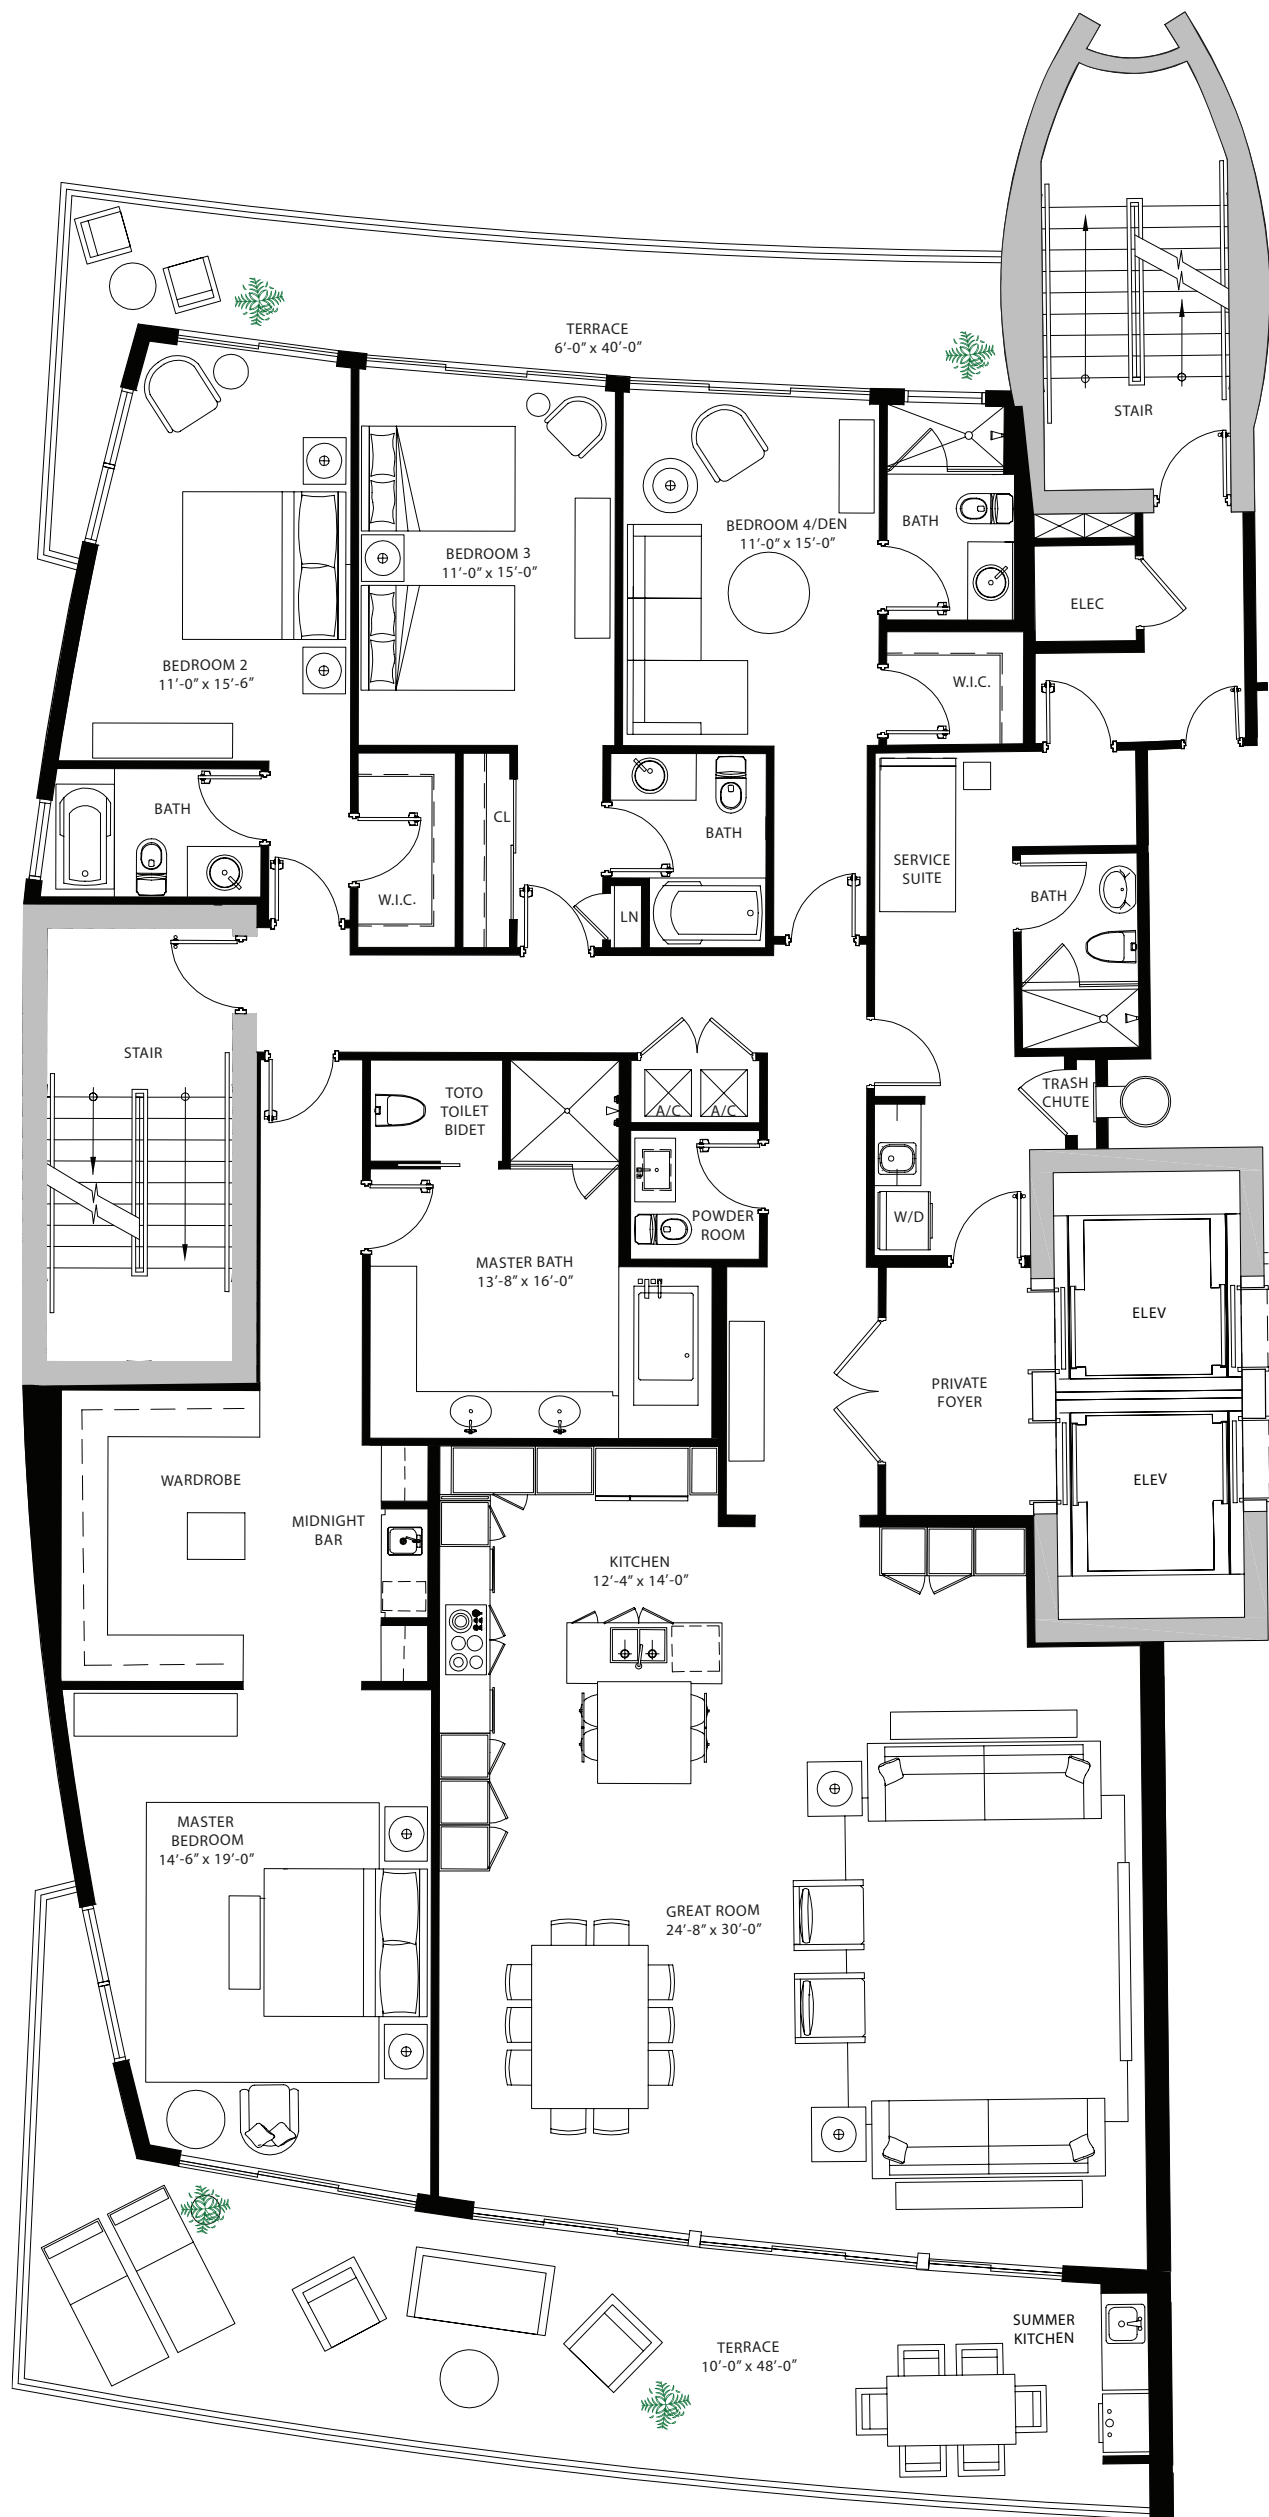 TERRACE
6'-0" x 40'-0"
STAIR
BEDROOM 4/DEN
11'-0" x 15'-0"
BATH
BEDROOM 3
11'-0" x 15'-0"
ELEC
BEDROOM 2
11'-0" x 15'-6"
W.I.C.
BATH
CL
BATH
SERVICE
SUITE
W.I.C.
LN
BATH
STAIR
TOTO
TOILET
BIDET
A/C
A/C
TRASH
CHUTE
POWDER
ROOM
W/D
MASTER BATH
13'-8" x 16'-0"
ELEV
PRIVATE
FOYER
WARDROBE
ELEV
MIDNIGHT
BAR
KITCHEN
12'-4" x 14'-0"
MASTER
BEDROOM
14'-6" x 19'-0"
GREAT ROOM
24'-8" x 30'-0"
SUMMER
KITCHEN
TERRACE
10'-0" x 48'-0"